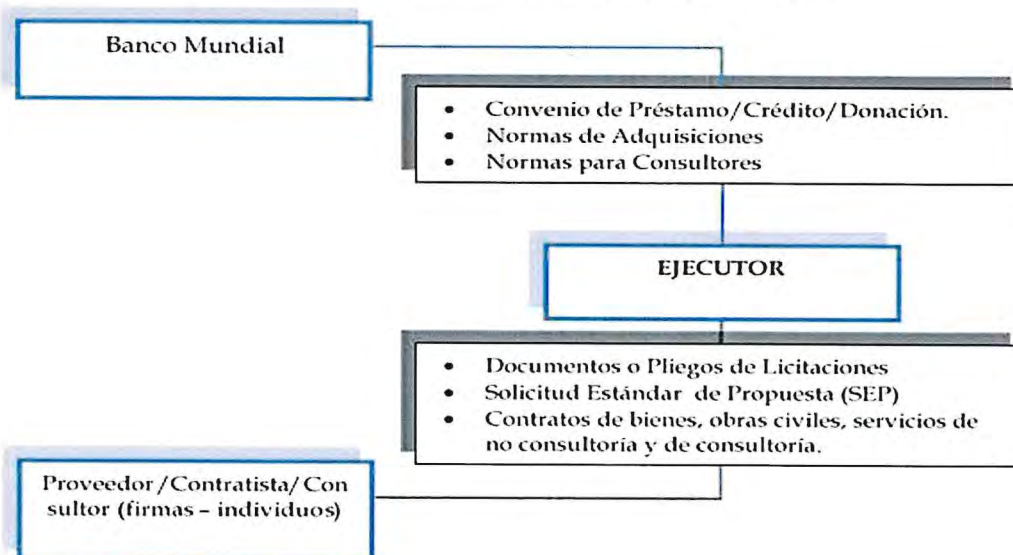 Banco Mundial
• Convenio de Préstamo/Crédito/Donación.
• Normas de Adquisiciones
• Normas para Consultores
EJECUTOR
• Documentos o Pliegos de Licitaciones
• Solicitud Estándar de Propuesta (SEP)
• Contratos de bienes, obras civiles, servicios de
no consultoría y de consultoría.
Proveedor/Contratista/Con
sultor (firmas – individuos)